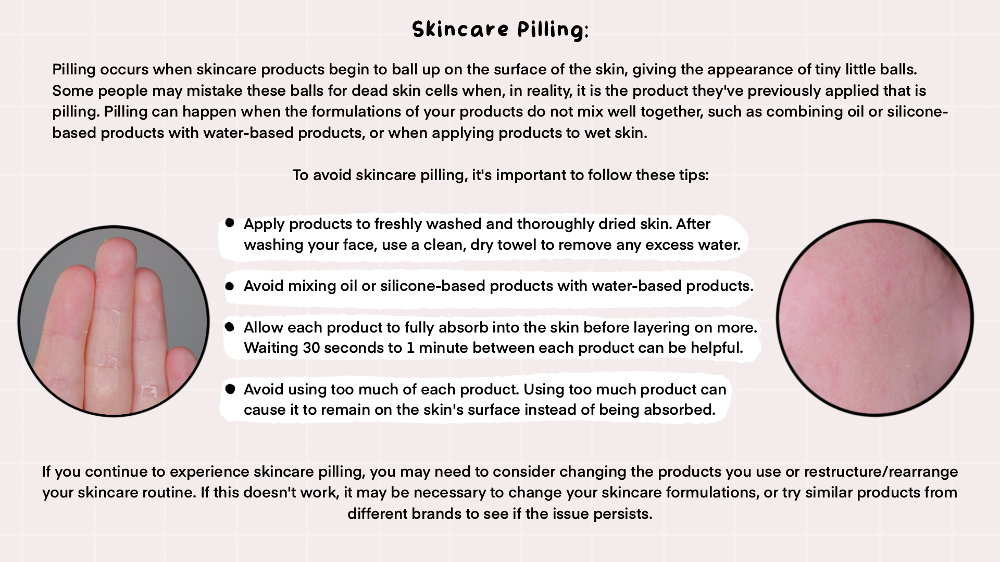 Skincare Pilling:
Pilling occurs when skincare products begin to ball up on the surface of the skin, giving the appearance of tiny little balls.
Some people may mistake these balls for dead skin cells when, in reality, it is the product they've previously applied that is
pilling. Pilling can happen when the formulations of your products do not mix well together, such as combining oil or silicone-
based products with water-based products, or when applying products to wet skin.
To avoid skincare pilling, it's important to follow these tips:
● Apply products to freshly washed and thoroughly dried skin. After
washing your face, use a clean, dry towel to remove any excess water.
● Avoid mixing oil or silicone-based products with water-based products.
● Allow each product to fully absorb into the skin before layering on more.
Waiting 30 seconds to 1 minute between each product can be helpful.
● Avoid using too much of each product. Using too much product can
cause it to remain on the skin's surface instead of being absorbed.
If you continue to experience skincare pilling, you may need to consider changing the products you use or restructure/rearrange
your skincare routine. If this doesn't work, it may be necessary to change your skincare formulations, or try similar products from
different brands to see if the issue persists.